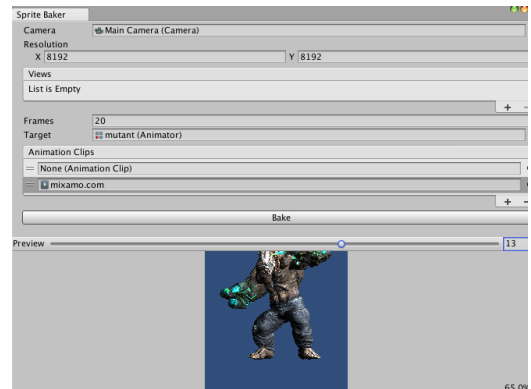 Sprite Baker
Camera Main Camera (Camera)
Resolution
X 8192 Y 8192
Views
List is Empty
+ -
Frames 20
Target mutant (Animator)
Animation Clips
None (Animation Clip)
mixamo.com
+ -
Bake
Preview 13
65.0%